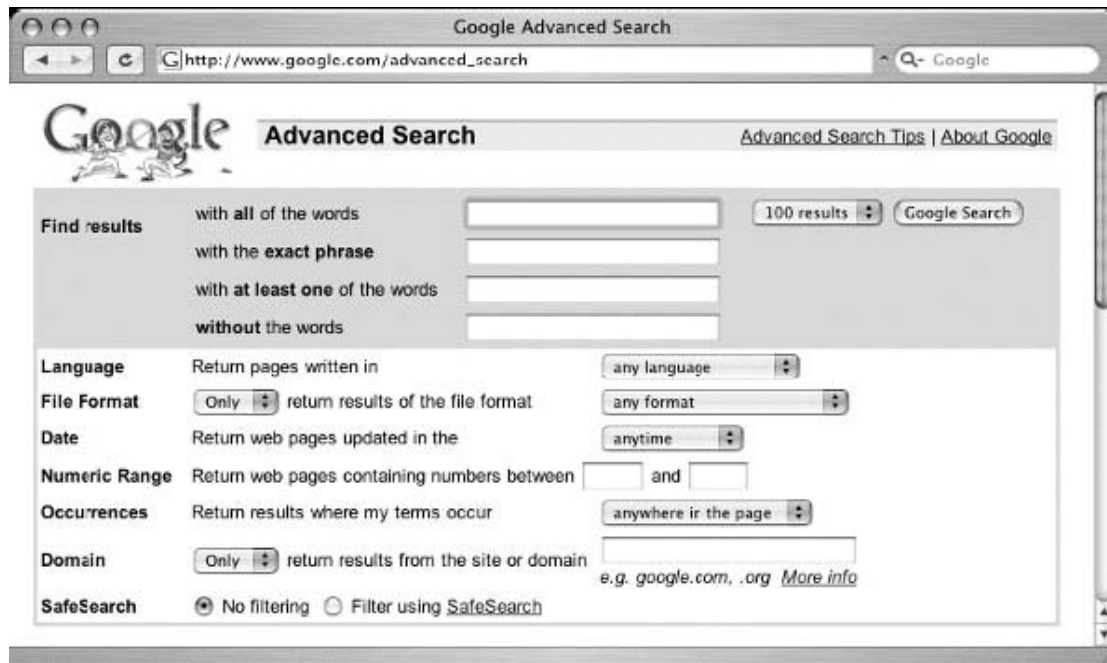 Google Advanced Search
G http://www.google.com/advanced_search Q- Google
Google Advanced Search Advanced Search Tips | About Google
Find results with all of the words 100 results Google Search
with the exact phrase
with at least one of the words
without the words
Language Return pages written in any language
File Format Only return results of the file format any format
Date Return web pages updated in the anytime
Numeric Range Return web pages containing numbers between and
Occurrences Return results where my terms occur anywhere in the page
Domain Only return results from the site or domain
e.g. google.com, .org More info
SafeSearch No filtering Filter using SafeSearch